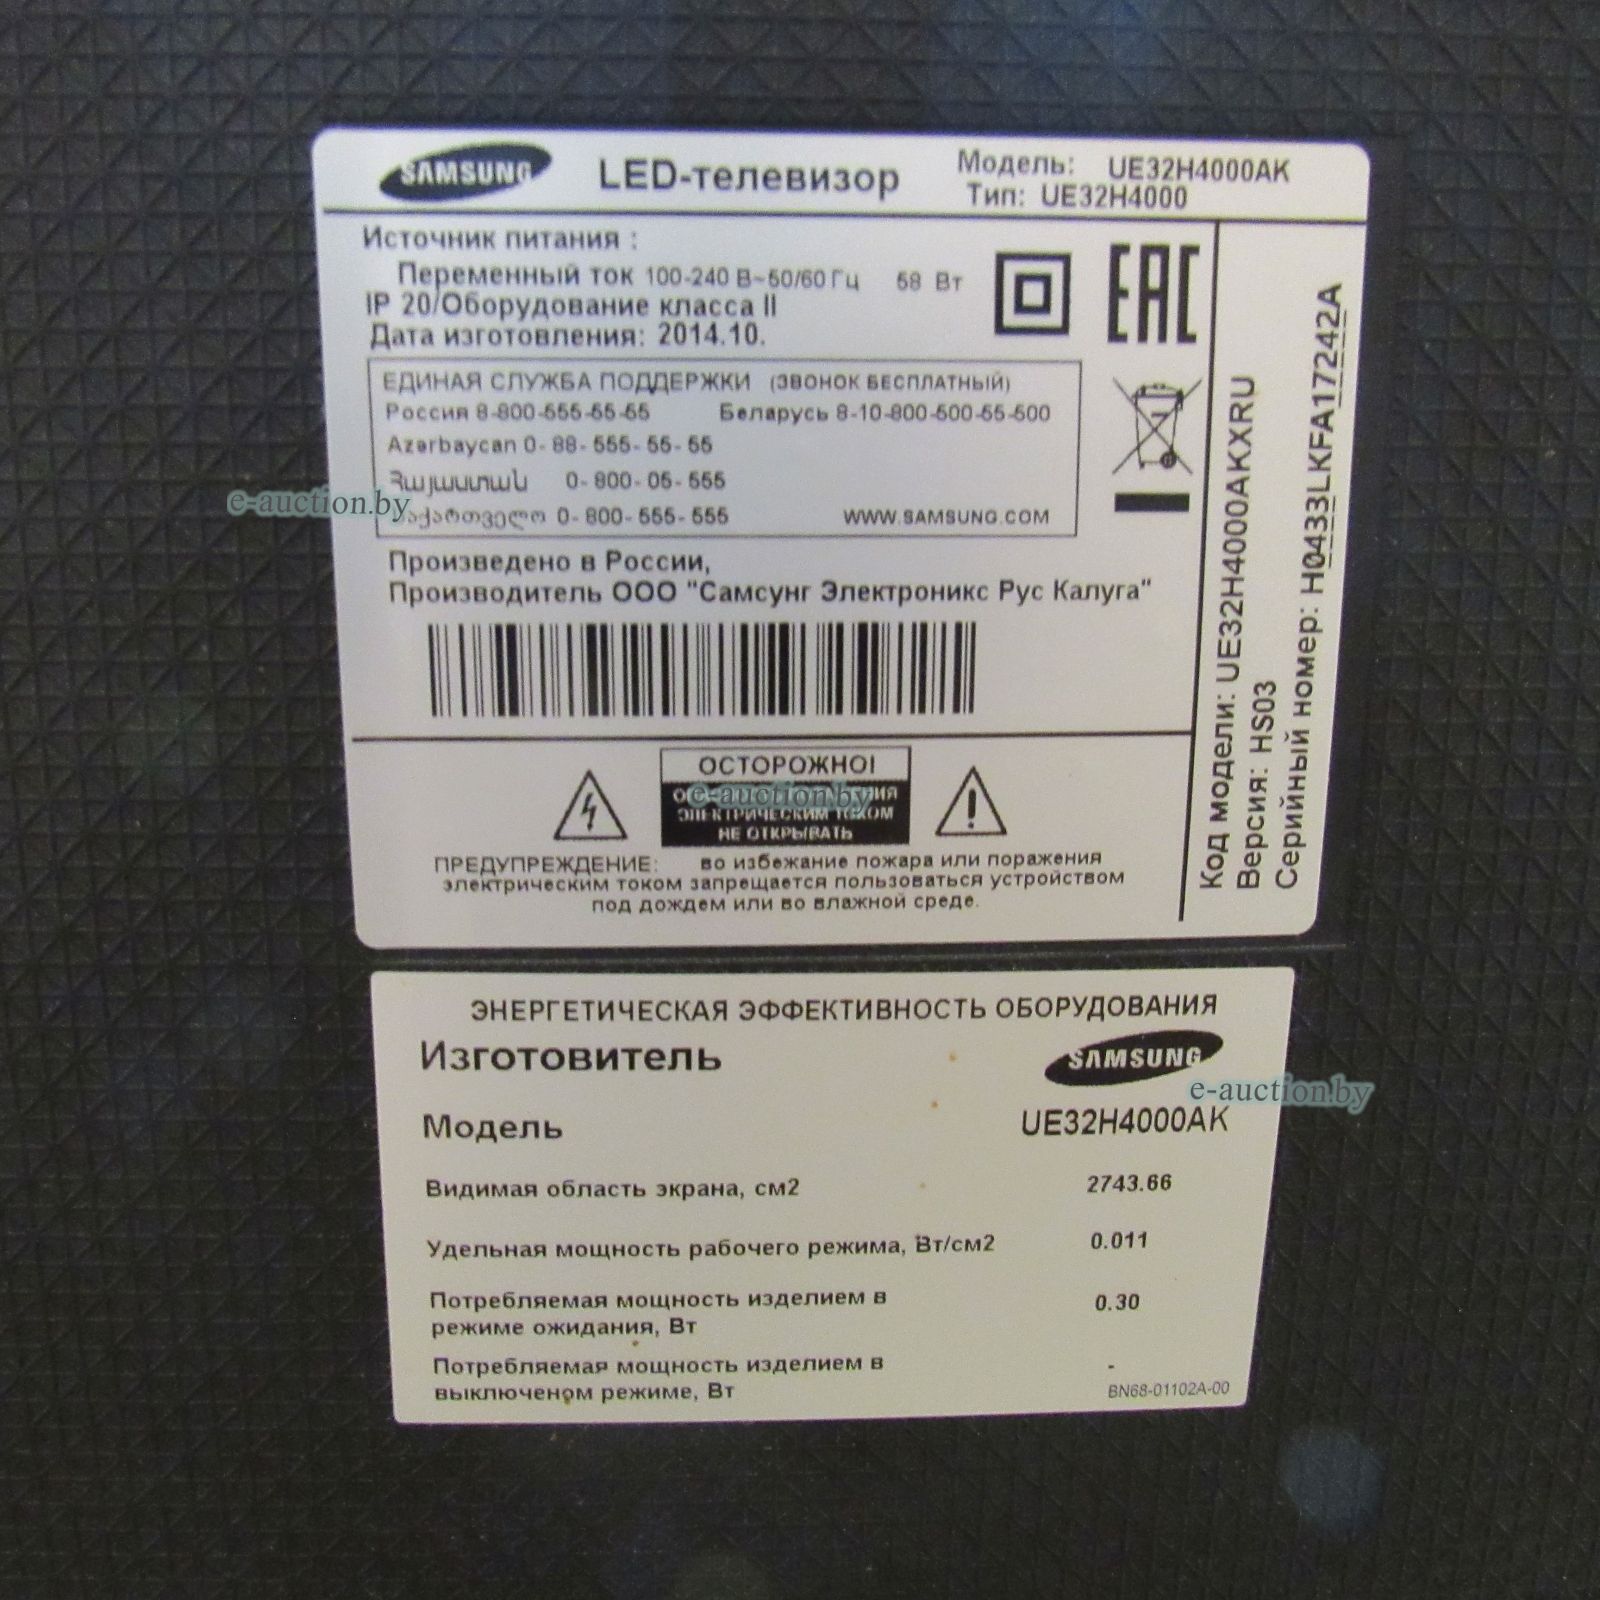 SAMSUNG LED-телевизор Модель: UE32H4000AK
Тип: UE32H4000
Источник питания :
Переменный ток 100-240 В~50/60 Гц 58 Вт
IP 20/Оборудование класса II
Дата изготовления: 2014.10.
EAC
ЕДИНАЯ СЛУЖБА ПОДДЕРЖКИ (ЗВОНОК БЕСПЛАТНЫЙ)
Россия 8-800-555-55-55 Беларусь 8-10-800-500-55-500
Azərbaycan 0-88-555-55-55
Հայաստան 0-800-05-555
საქართველო 0-800-555-555 WWW.SAMSUNG.COM
e-auction.by
Произведено в России,
Производитель ООО "Самсунг Электроникс Рус Калуга"
ОСТОРОЖНО!
e-auction.by
ЭЛЕКТРИЧЕСКИМ ТОКОМ
НЕ ОТКРЫВАТЬ
ПРЕДУПРЕЖДЕНИЕ: во избежание пожара или поражения
электрическим током запрещается пользоваться устройством
под дождем или во влажной среде.
Код модели: UE32H4000AKXRU
Версия: HS03
Серийный номер: H0433LKFA17242A
ЭНЕРГЕТИЧЕСКАЯ ЭФФЕКТИВНОСТЬ ОБОРУДОВАНИЯ
Изготовитель SAMSUNG
e-auction.by
Модель UE32H4000AK
Видимая область экрана, см2 2743.66
Удельная мощность рабочего режима, Вт/см2 0.011
Потребляемая мощность изделием в 0.30
режиме ожидания, Вт
Потребляемая мощность изделием в -
выключеном режиме, Вт BN68-01102A-00